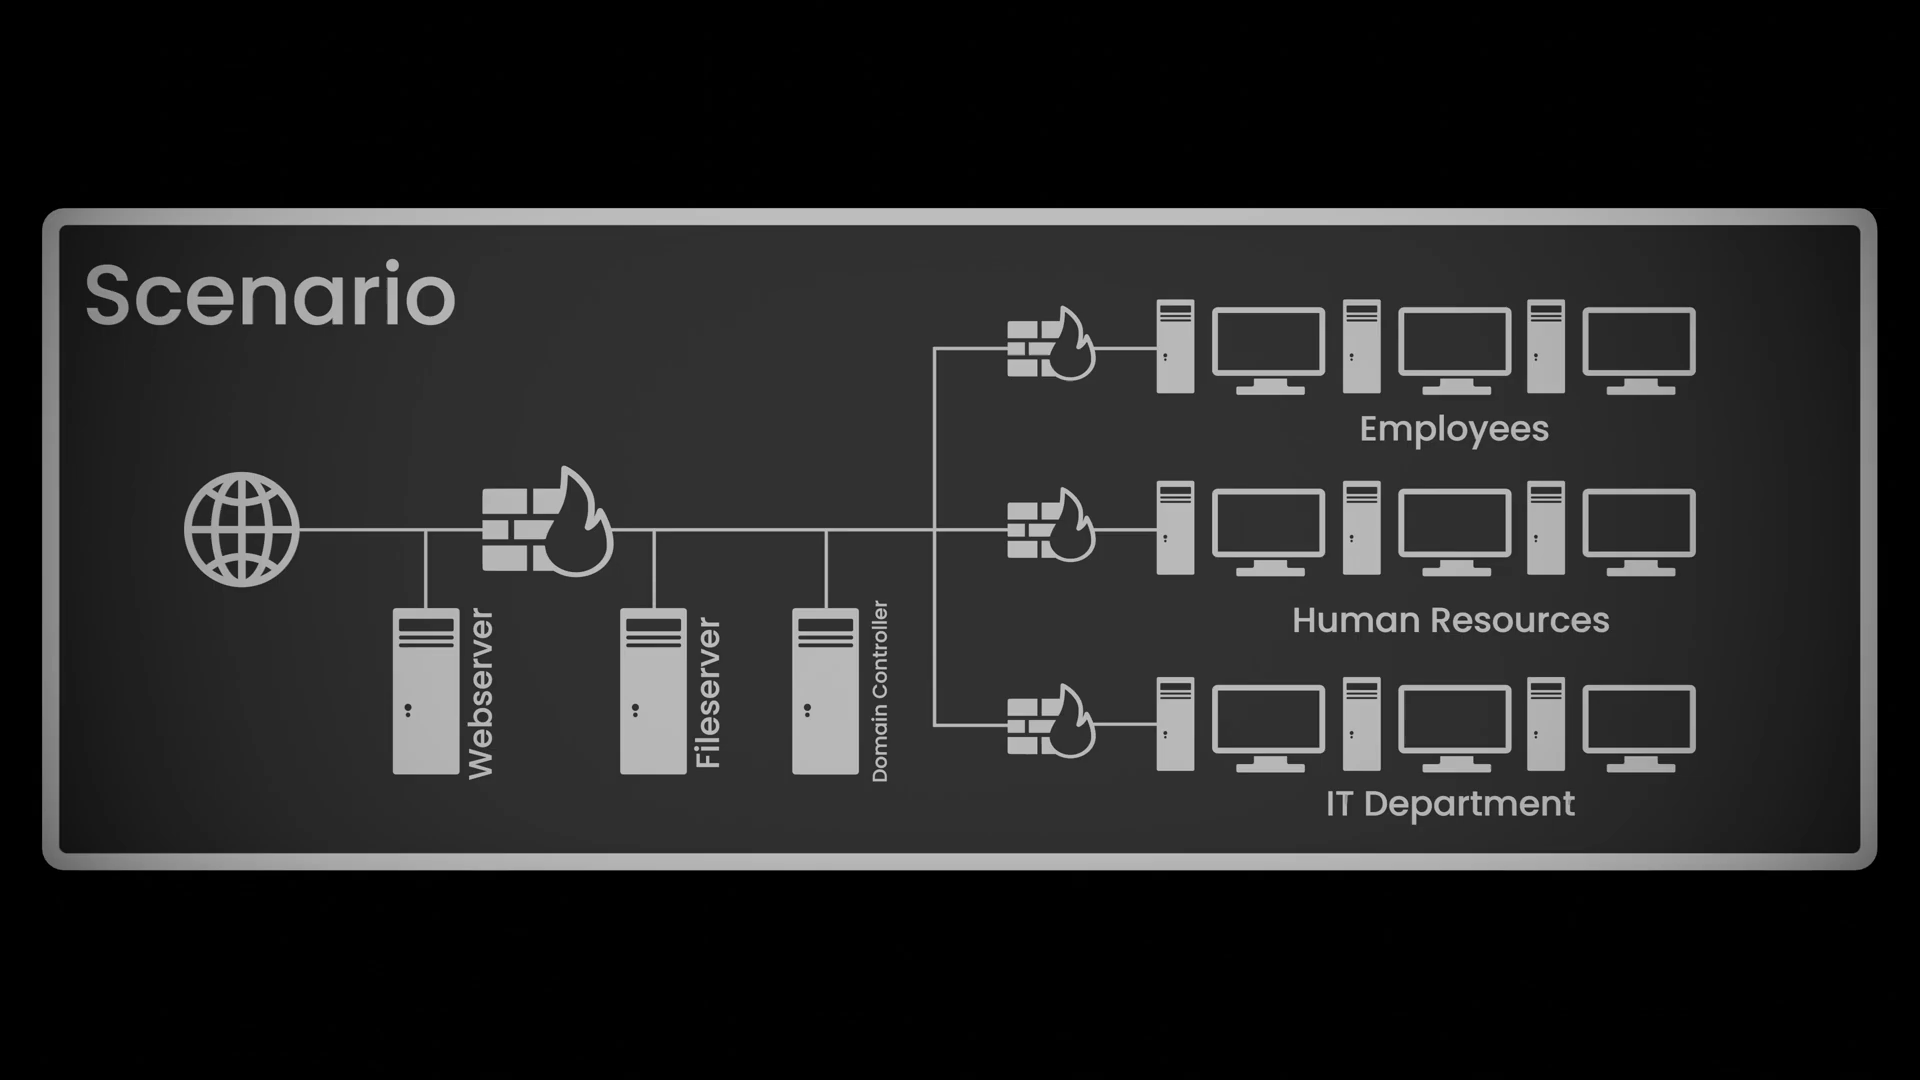 Scenario
Employees
Human Resources
Webserver
Fileserver
Domain Controller
IT Department